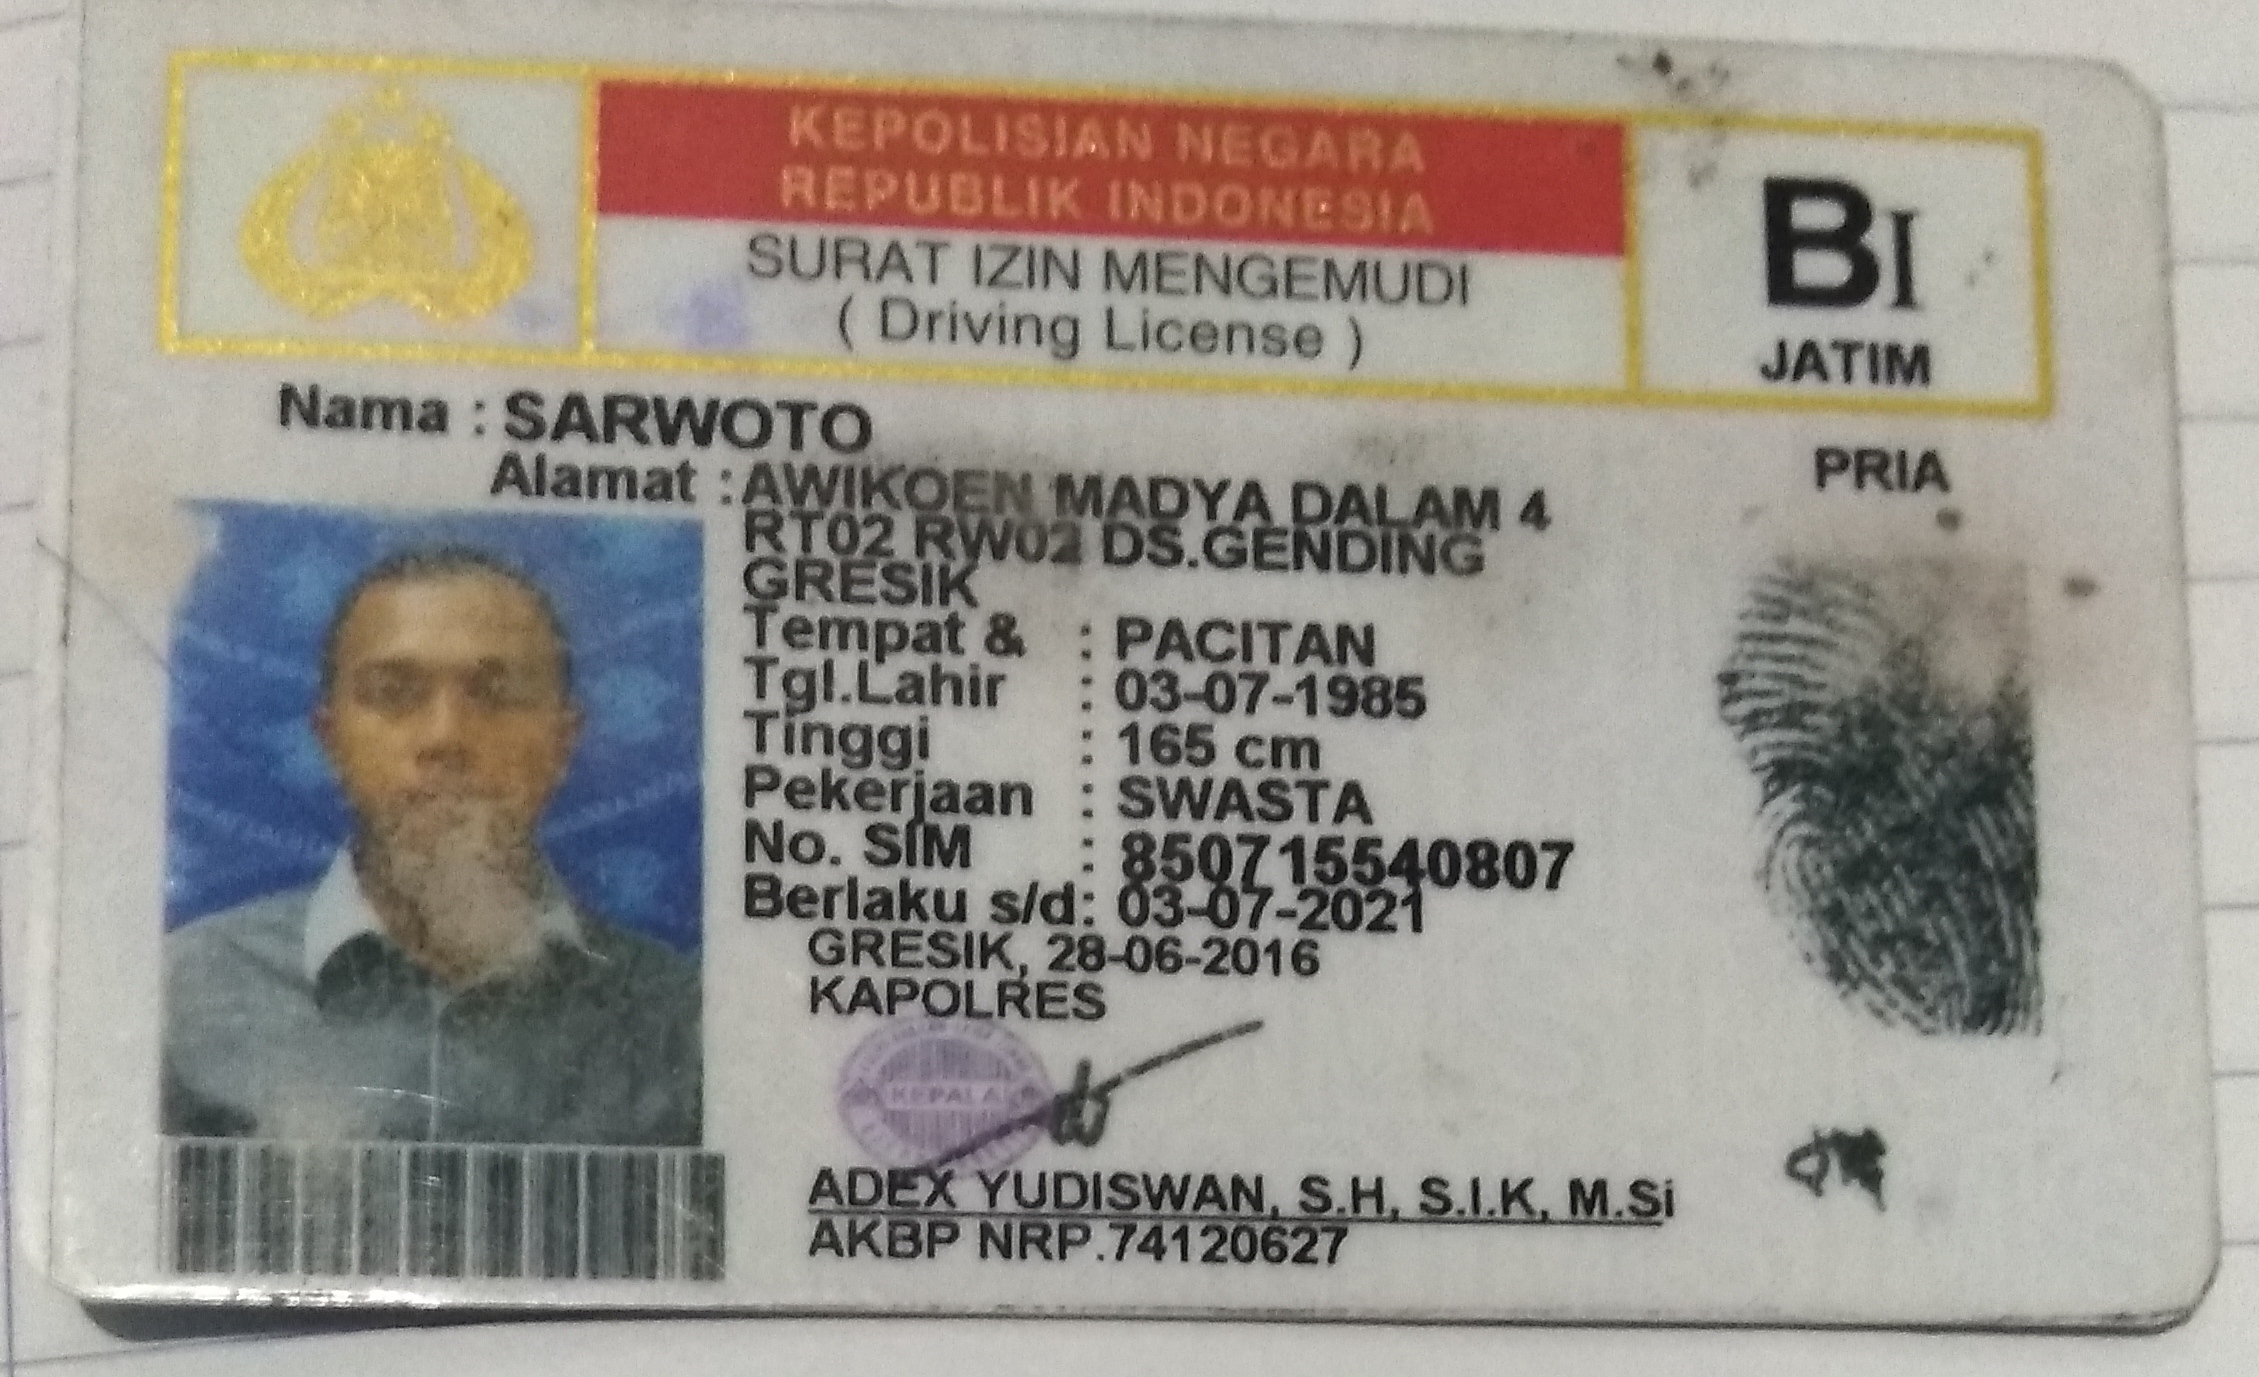 KEPOLISIAN NEGARA
REPUBLIK INDONESIA
SURAT IZIN MENGEMUDI
( Driving License )
BI
JATIM
Nama : SARWOTO
PRIA
Alamat : AWIKOEN MADYA DALAM 4
RT02 RW02 DS.GENDING
GRESIK
Tempat & : PACITAN
Tgl.Lahir : 03-07-1985
Tinggi : 165 cm
Pekerjaan : SWASTA
No. SIM : 850715540807
Berlaku s/d : 03-07-2021
GRESIK, 28-06-2016
KAPOLRES
KEPALA
ADEX YUDISWAN, S.H, S.I.K, M.Si
AKBP NRP.74120627